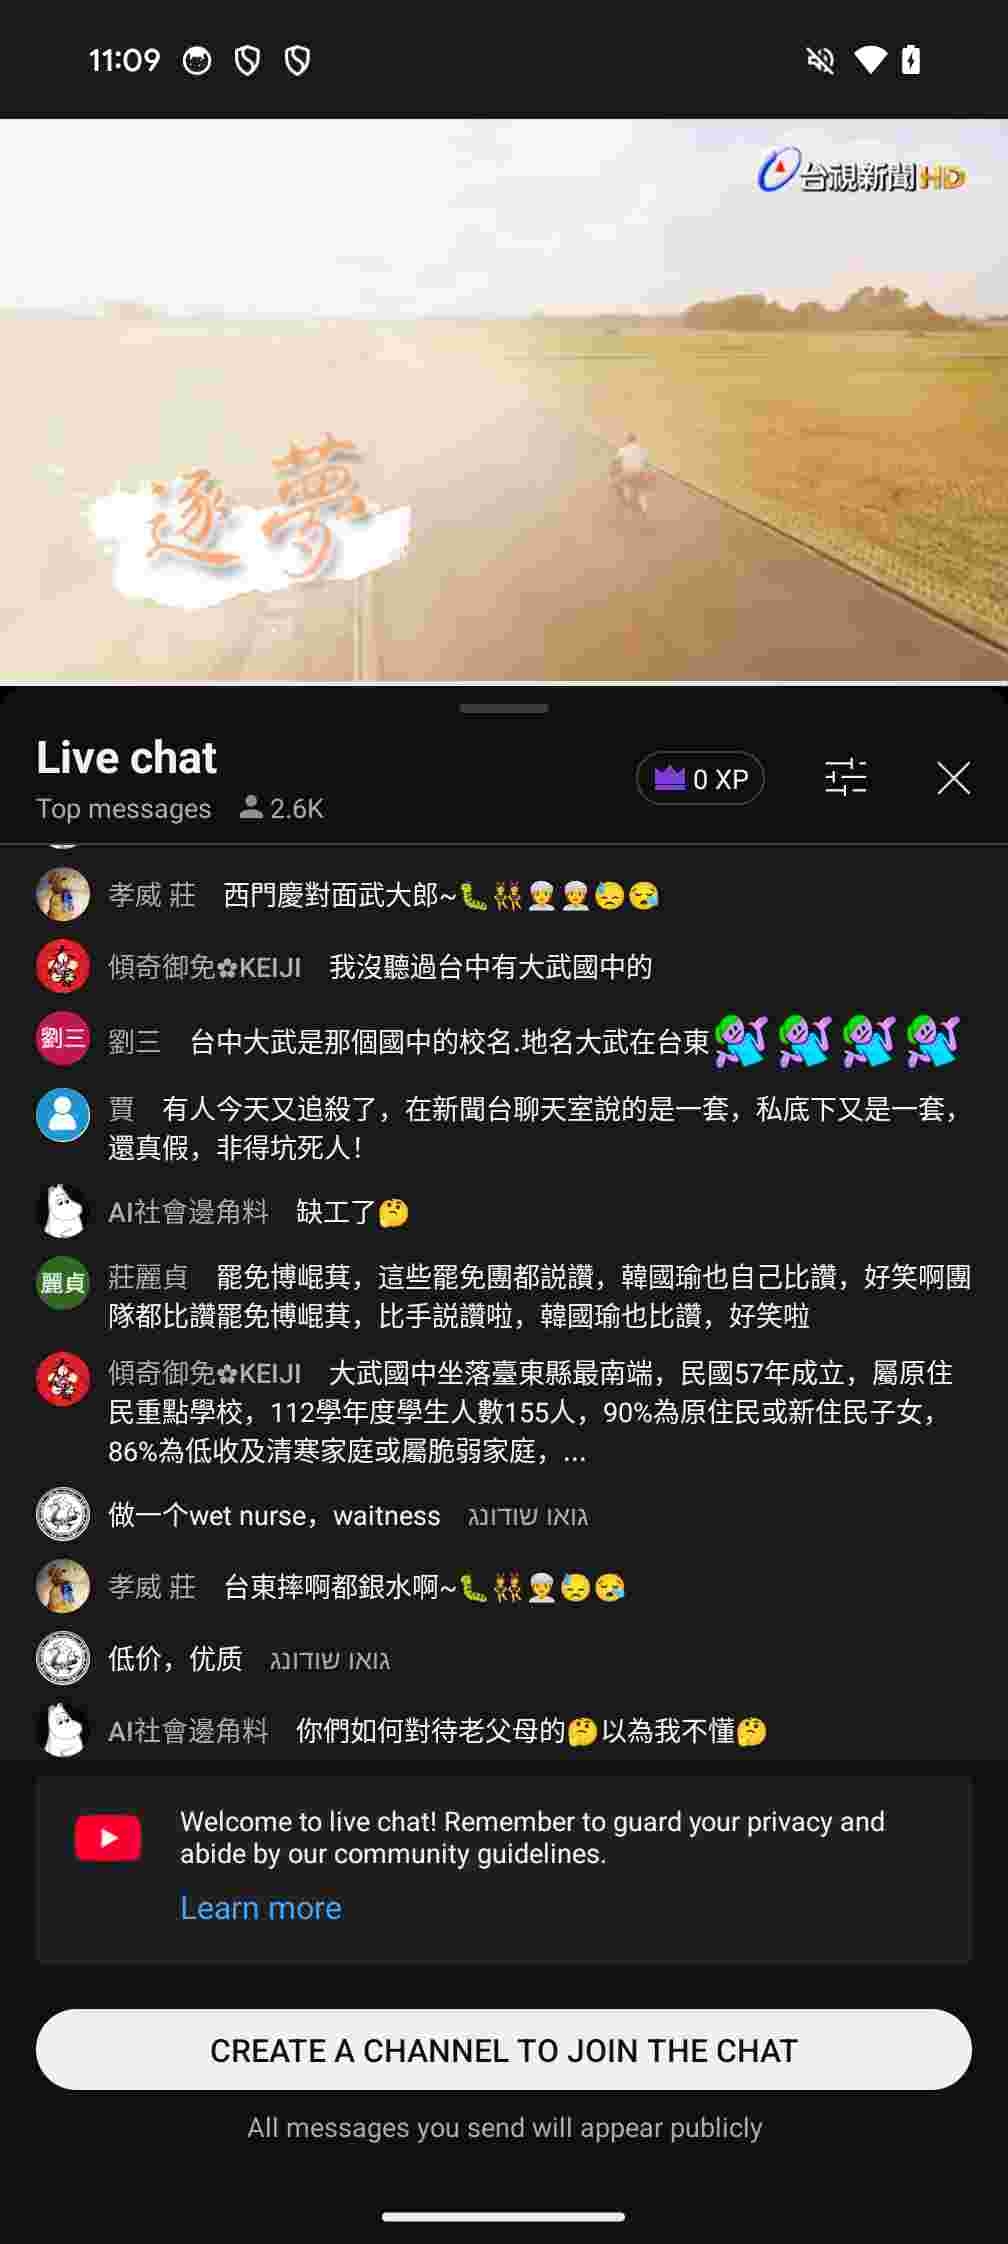 11:09
台視新聞HD
逐夢
Live chat
0 XP
Top messages 2.6K
孝威 莊 西門慶對面武大郎~🐛👯👳👳😓😪
傾奇御免✿KEIJI 我沒聽過台中有大武國中的
劉三 劉三 台中大武是那個國中的校名.地名大武在台東
賈 有人今天又追殺了，在新聞台聊天室說的是一套，私底下又是一套，
還真假，非得坑死人！
AI社會邊角料 缺工了🤔
麗貞 莊麗貞 罷免博崐萁，這些罷免團都説讚，韓國瑜也自己比讚，好笑啊團
隊都比讚罷免博崐萁，比手説讚啦，韓國瑜也比讚，好笑啦
傾奇御免✿KEIJI 大武國中坐落臺東縣最南端，民國57年成立，屬原住
民重點學校，112學年度學生人數155人，90%為原住民或新住民子女，
86%為低收及清寒家庭或屬脆弱家庭，...
做一个wet nurse，waitness גואו שודונג
孝威 莊 台東摔啊都銀水啊~🐛👯👳😓😪
低价，优质 גואו שודונג
AI社會邊角料 你們如何對待老父母的🤔以為我不懂🤔
Welcome to live chat! Remember to guard your privacy and
abide by our community guidelines.
Learn more
CREATE A CHANNEL TO JOIN THE CHAT
All messages you send will appear publicly